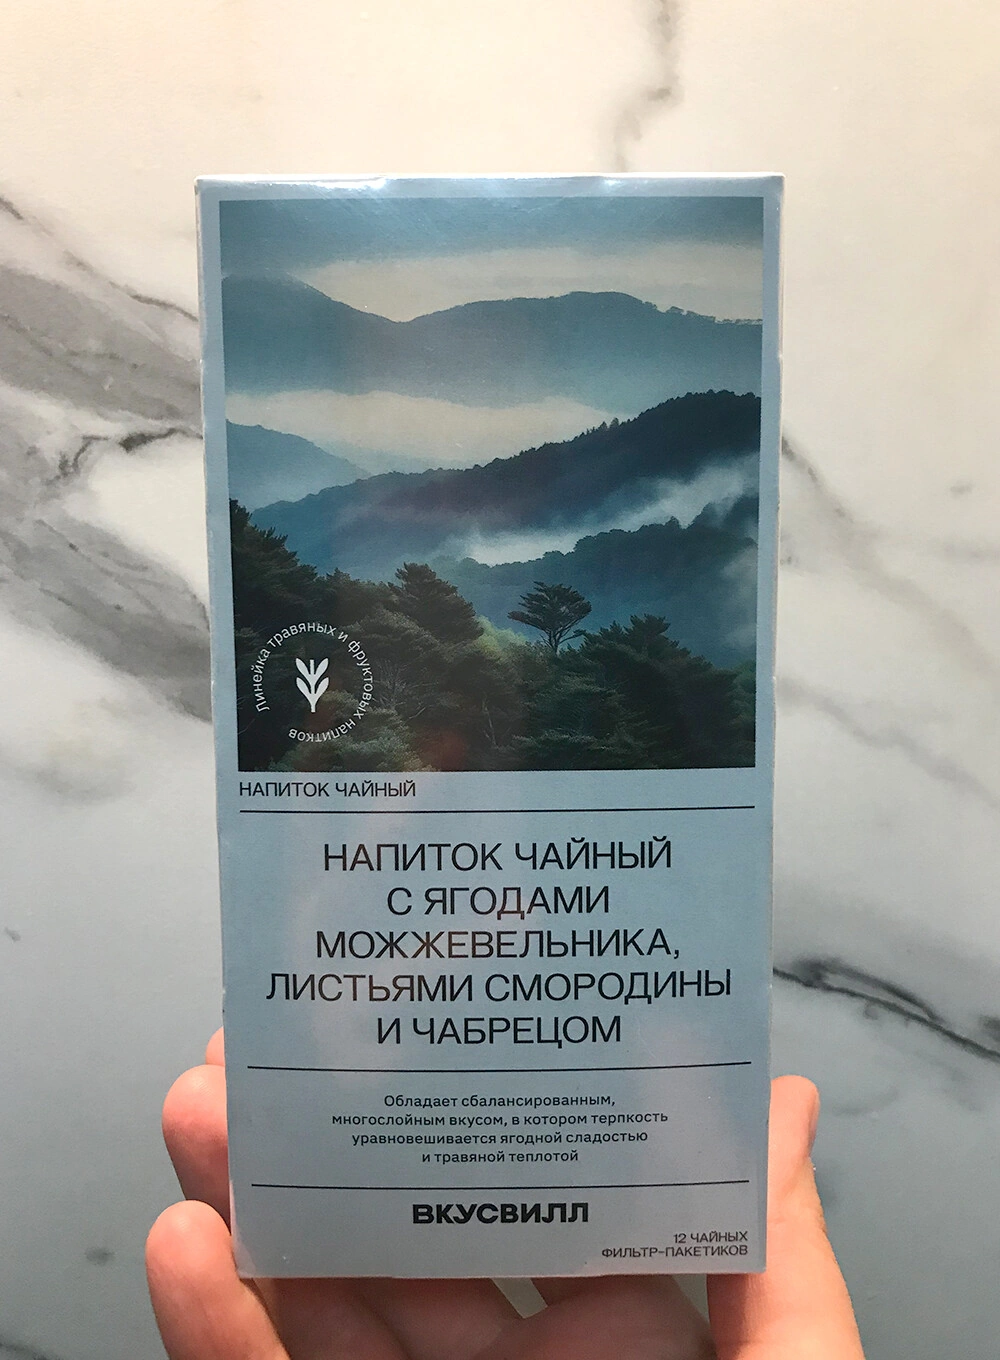 Линейка травяных и фруктовых напитков
НАПИТОК ЧАЙНЫЙ
НАПИТОК ЧАЙНЫЙ
С ЯГОДАМИ
МОЖЖЕВЕЛЬНИКА,
ЛИСТЬЯМИ СМОРОДИНЫ
И ЧАБРЕЦОМ
Обладает сбалансированным,
многослойным вкусом, в котором терпкость
уравновешивается ягодной сладостью
и травяной теплотой
ВКУСВИЛЛ
12 ЧАЙНЫХ
ФИЛЬТР-ПАКЕТИКОВ